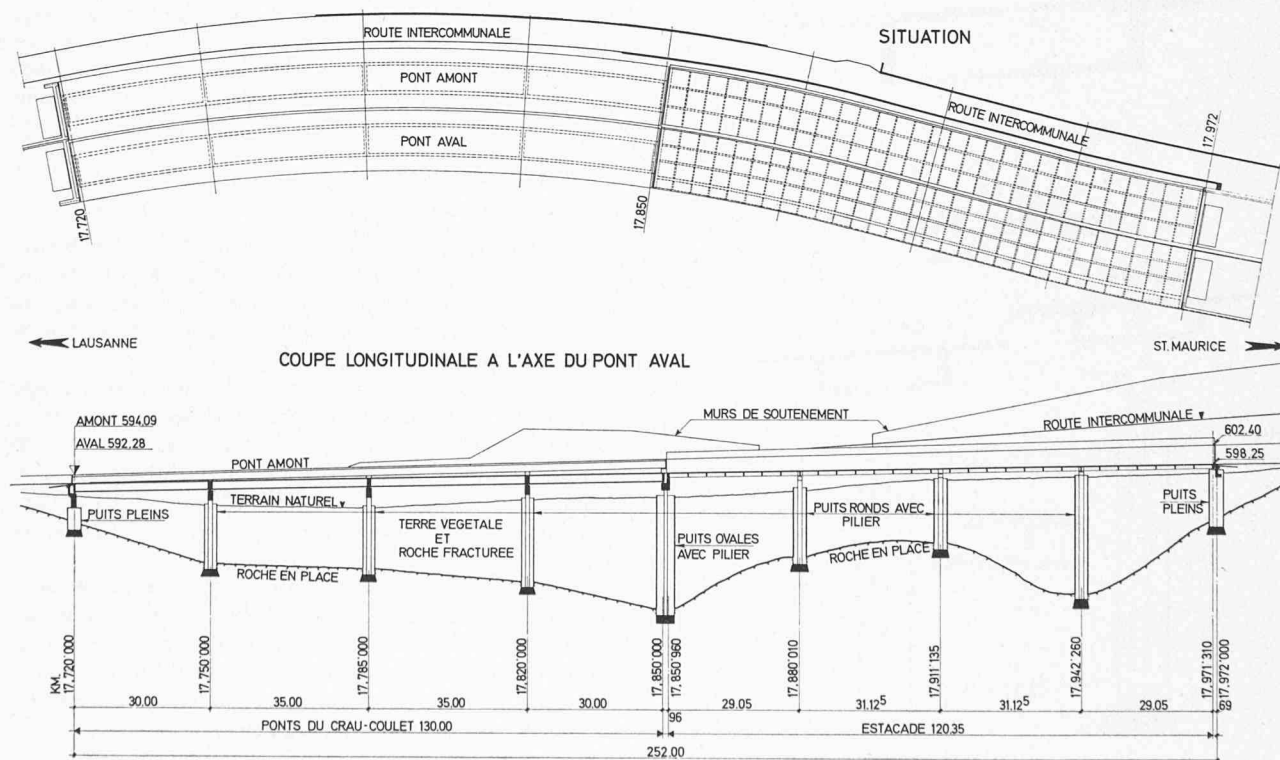 ROUTE INTERCOMMUNALE
SITUATION
PONT AMONT
PONT AVAL
ROUTE INTERCOMMUNALE
17.972
17.720
17.850
LAUSANNE
ST. MAURICE
COUPE LONGITUDINALE A L'AXE DU PONT AVAL
AMONT 594,09
AVAL 592,28
MURS DE SOUTENEMENT
ROUTE INTERCOMMUNALE
602.40
598.25
PONT AMONT
TERRAIN NATUREL
PUITS PLEINS
TERRE VEGETALE
ET
ROCHE FRACTUREE
PUITS RONDS AVEC
PILIER
PUITS
PLEINS
PUITS OVALES
AVEC PILIER
ROCHE EN PLACE
ROCHE EN PLACE
KM.
17.720'000
17.750'000
17.785'000
17.820'000
17.850'000
17.850'960
17.880'010
17.911'135
17.942'260
17.971'310
17.972'000
30.00
35.00
35.00
30.00
96
29.05
31.12⁵
31.12⁵
29.05
69
PONTS DU CRAU-COULET 130.00
ESTACADE 120.35
252.00